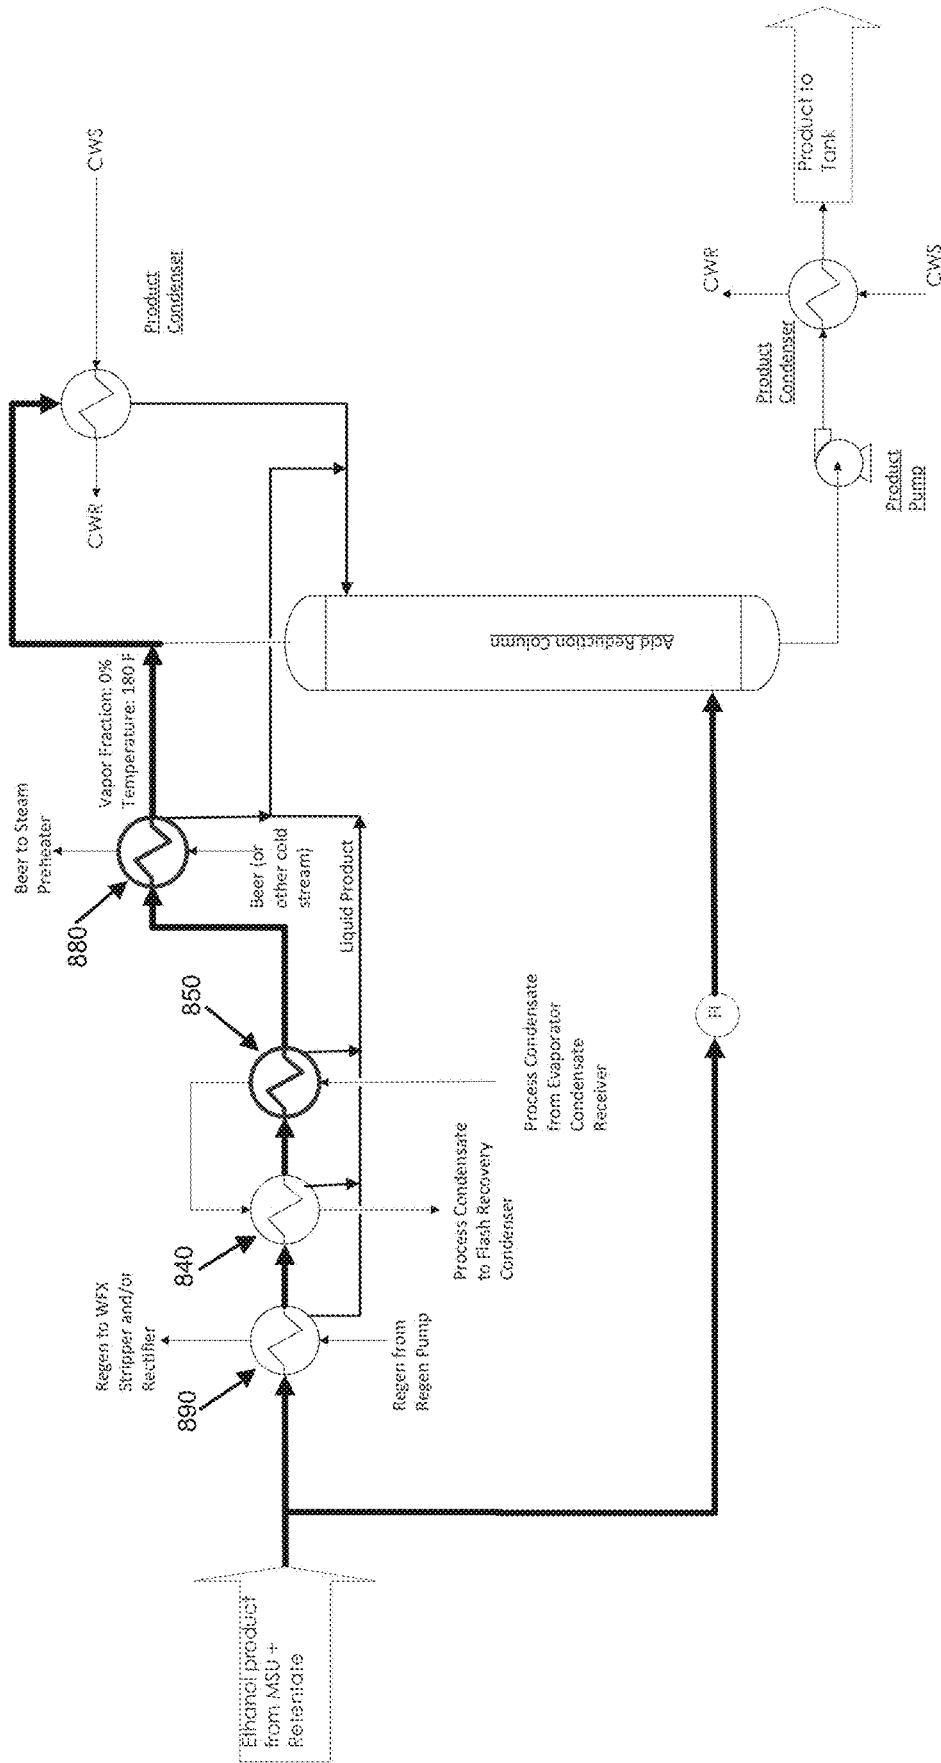 Ethanol product
from MSU +
Retentate
890
Regen to WFX
Stripper and/or
Rectifier
Regen from
Regen Pump
840
Process Condensate
to Flash Recovery
Condenser
850
Process Condensate
from Evaporator
Condensate
Receiver
Liquid Product
880
Beer to Steam
Preheater
Beer (or
other cold
stream)
Vapor Fraction: 0%
Temperature: 180 F
CWR
CWS
Product
Condenser
Acid Reduction Column
FI
Product
Pump
Product
Condenser
CWR
CWS
Product to
Tank